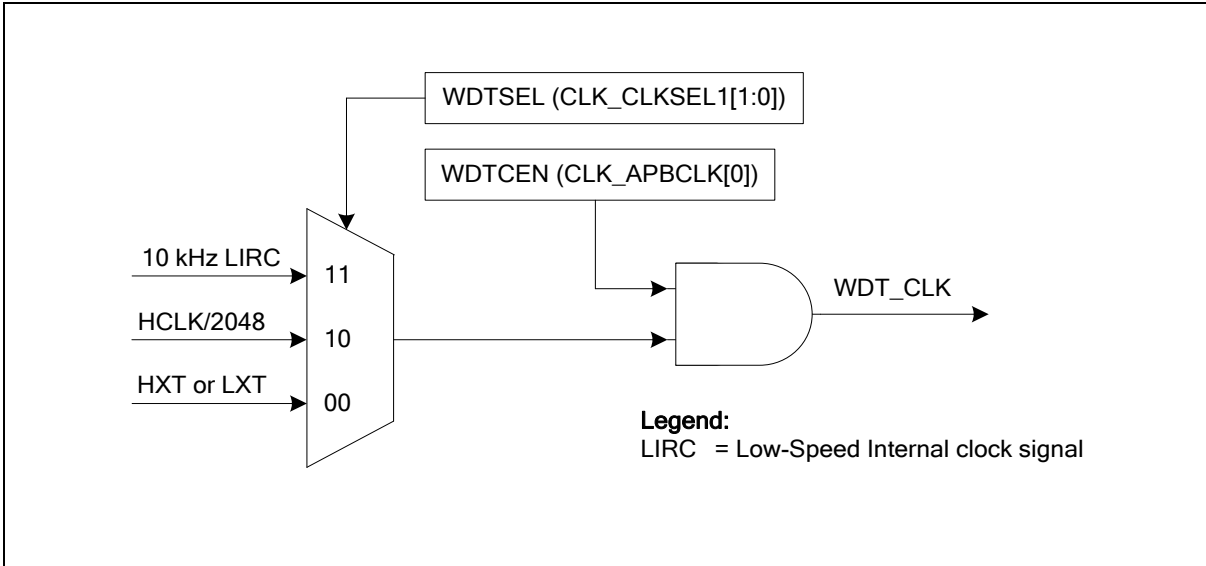 WDTSEL (CLK_CLKSEL1[1:0])
WDTCEN (CLK_APBCLK[0])
10 kHz LIRC
11
HCLK/2048
10
HXT or LXT
00
WDT_CLK
Legend:
LIRC = Low-Speed Internal clock signal